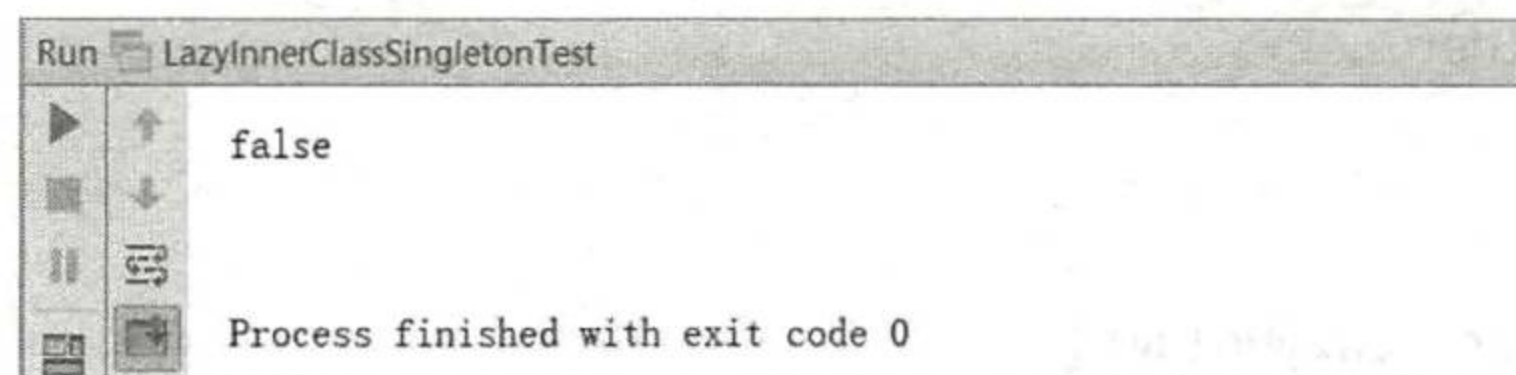 Run LazyInnerClassSingletonTest
false
Process finished with exit code 0